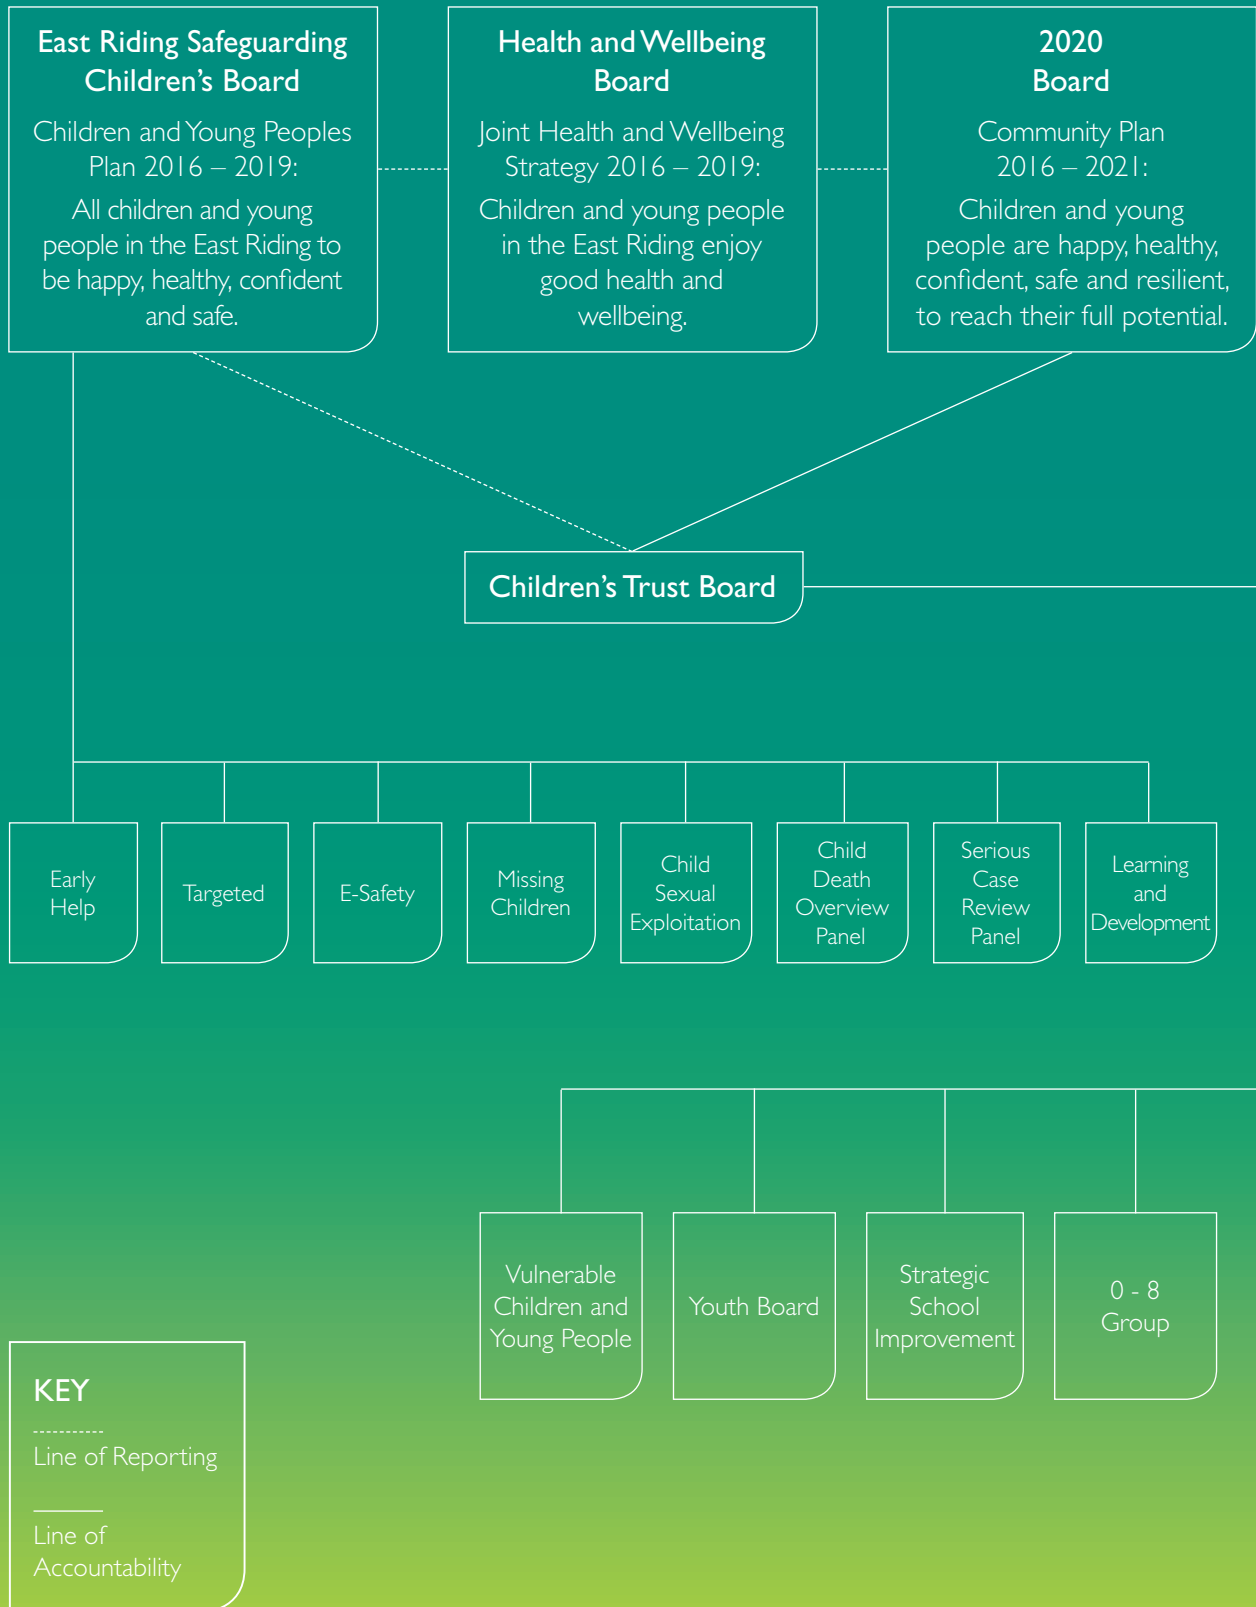 East Riding Safeguarding
Children's Board
Children and Young Peoples
Plan 2016 – 2019:
All children and young
people in the East Riding to
be happy, healthy, confident
and safe.
Health and Wellbeing
Board
Joint Health and Wellbeing
Strategy 2016 – 2019:
Children and young people
in the East Riding enjoy
good health and
wellbeing.
2020
Board
Community Plan
2016 – 2021:
Children and young
people are happy, healthy,
confident, safe and resilient,
to reach their full potential.
Children's Trust Board
Early
Help
Targeted
E-Safety
Missing
Children
Child
Sexual
Exploitation
Child
Death
Overview
Panel
Serious
Case
Review
Panel
Learning
and
Development
Vulnerable
Children and
Young People
Youth Board
Strategic
School
Improvement
0 - 8
Group
KEY
Line of Reporting
Line of
Accountability